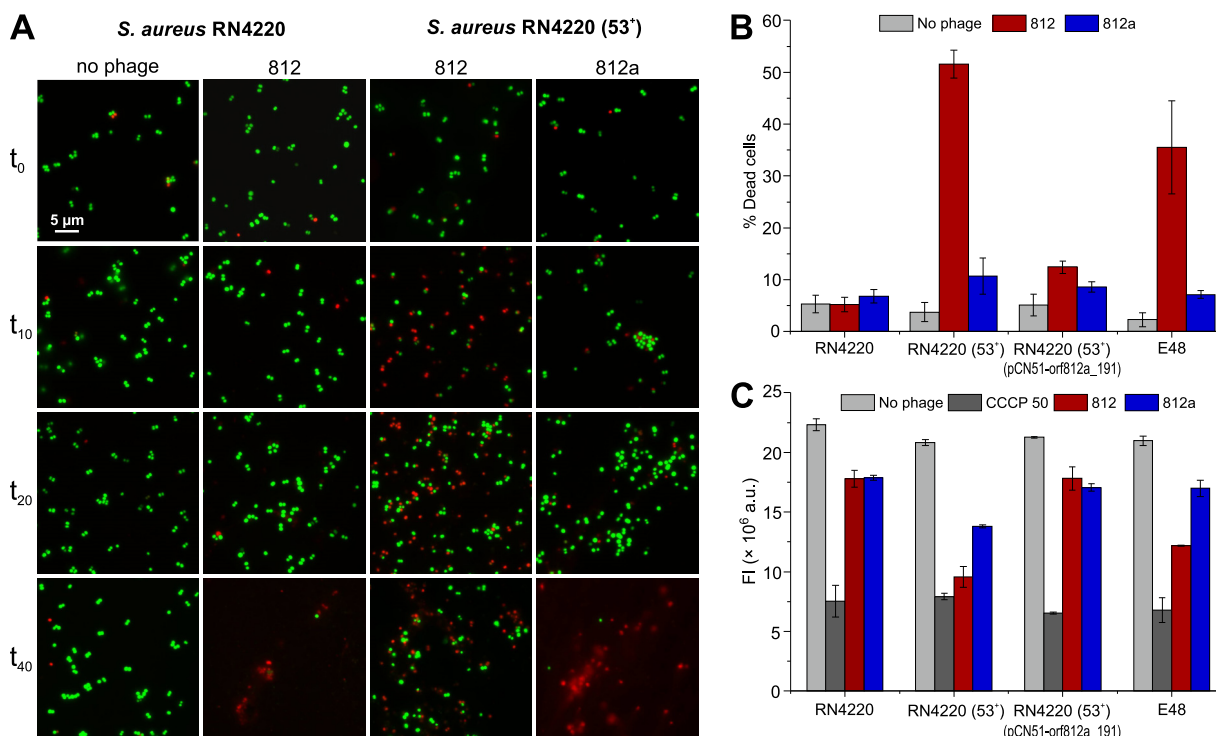 A
S. aureus RN4220
S. aureus RN4220 (53⁺)
no phage
812
812
812a
t₀
5 µm
t₁₀
t₂₀
t₄₀
B
No phage
812
812a
% Dead cells
60
50
40
30
20
10
0
RN4220
RN4220 (53⁺)
RN4220 (53⁺)
(pCN51-orf812a_191)
E48
C
No phage
CCCP 50
812
812a
FI (× 10⁶ a.u.)
25
20
15
10
5
0
RN4220
RN4220 (53⁺)
RN4220 (53⁺)
(pCN51-orf812a_191)
E48